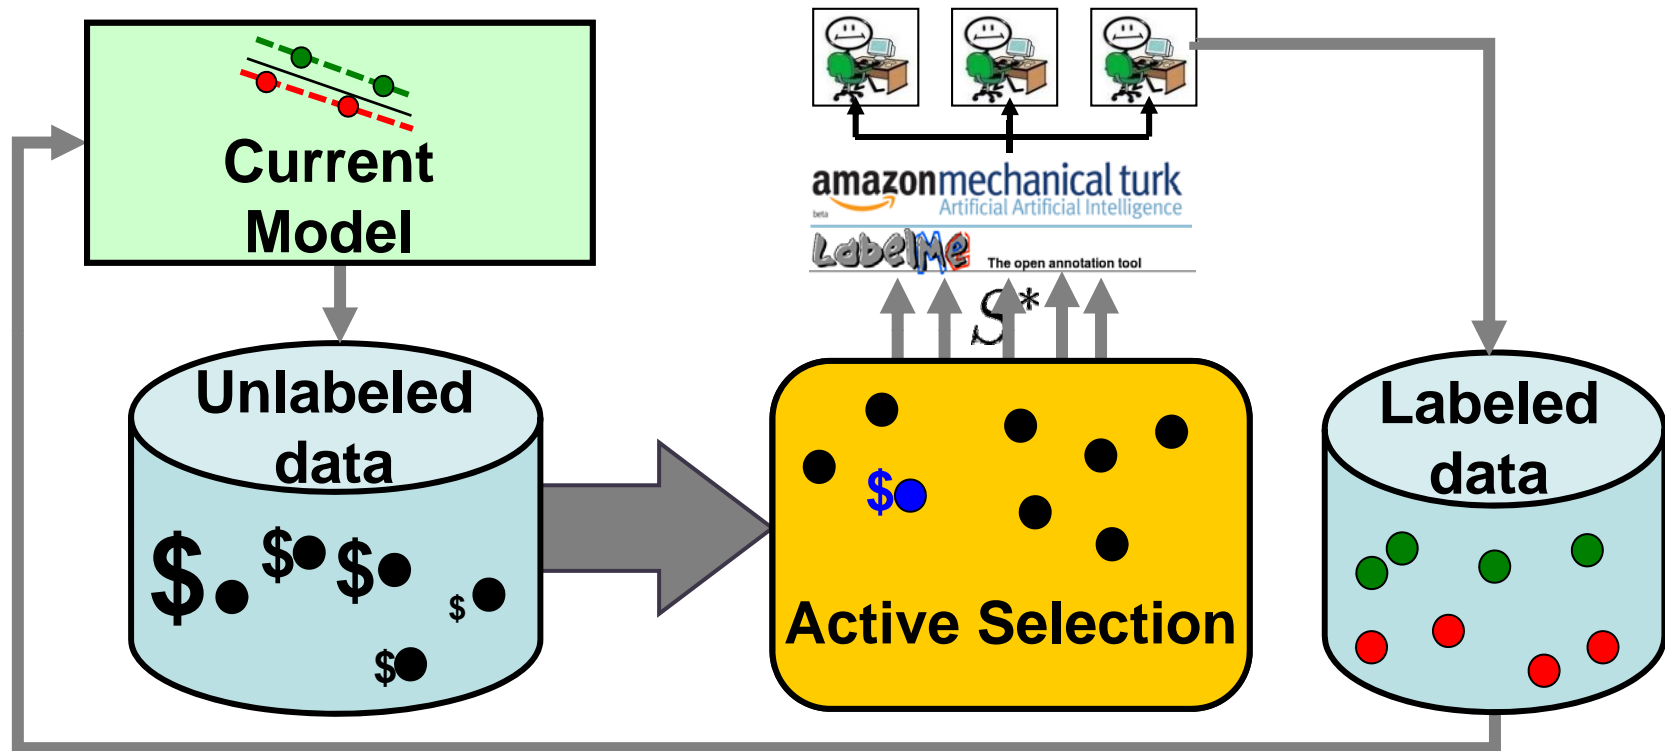 Current
Model
amazonmechanical turk
Artificial Artificial Intelligence
beta
LabelMe The open annotation tool
S*
Unlabeled
data
$ $ $ $
$
$
Active Selection
Labeled
data